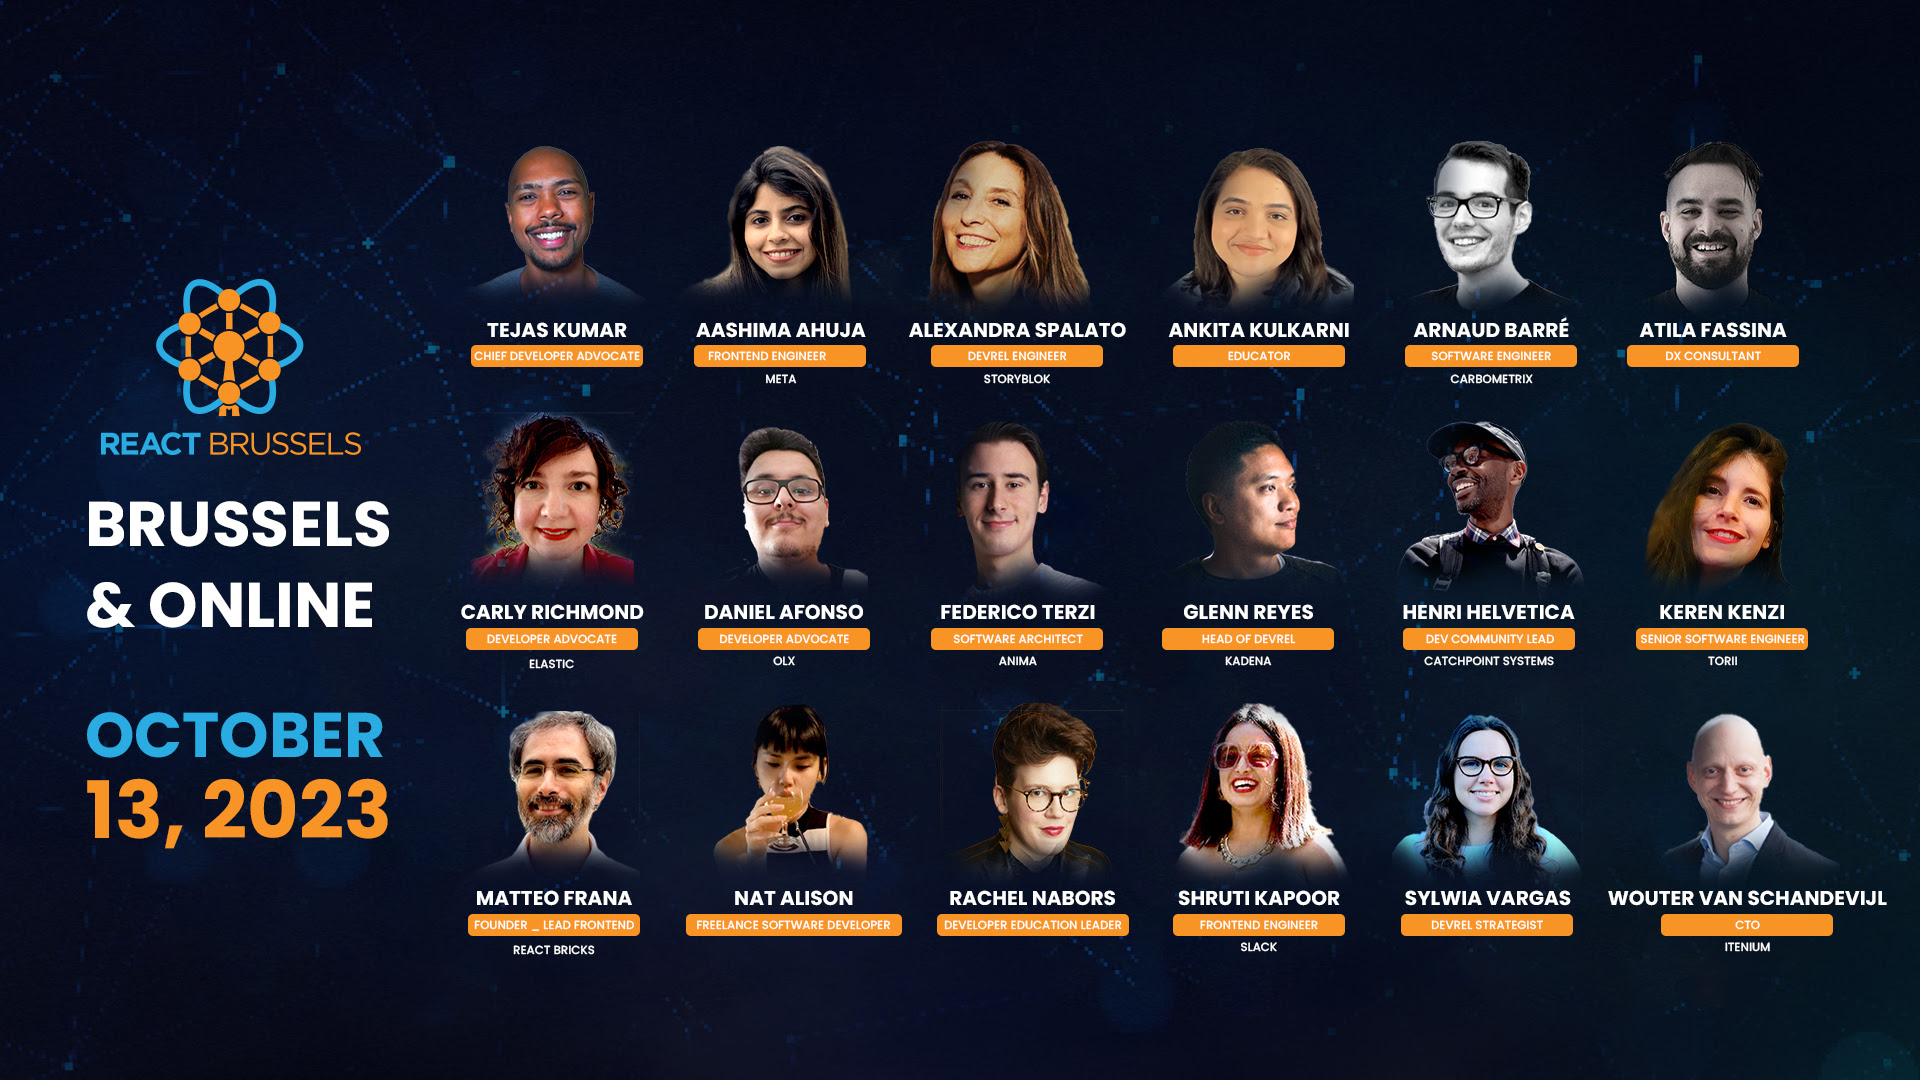 REACT BRUSSELS
BRUSSELS
& ONLINE
OCTOBER
13, 2023
TEJAS KUMAR
CHIEF DEVELOPER ADVOCATE
AASHIMA AHUJA
FRONTEND ENGINEER
META
ALEXANDRA SPALATO
DEVREL ENGINEER
STORYBLOK
ANKITA KULKARNI
EDUCATOR
ARNAUD BARRÉ
SOFTWARE ENGINEER
CARBOMETRIX
ATILA FASSINA
DX CONSULTANT
CARLY RICHMOND
DEVELOPER ADVOCATE
ELASTIC
DANIEL AFONSO
DEVELOPER ADVOCATE
OLX
FEDERICO TERZI
SOFTWARE ARCHITECT
ANIMA
GLENN REYES
HEAD OF DEVREL
KADENA
HENRI HELVETICA
DEV COMMUNITY LEAD
CATCHPOINT SYSTEMS
KEREN KENZI
SENIOR SOFTWARE ENGINEER
TORII
MATTEO FRANA
FOUNDER _ LEAD FRONTEND
REACT BRICKS
NAT ALISON
FREELANCE SOFTWARE DEVELOPER
RACHEL NABORS
DEVELOPER EDUCATION LEADER
SHRUTI KAPOOR
FRONTEND ENGINEER
SLACK
SYLWIA VARGAS
DEVREL STRATEGIST
WOUTER VAN SCHANDEVIJL
CTO
ITENIUM